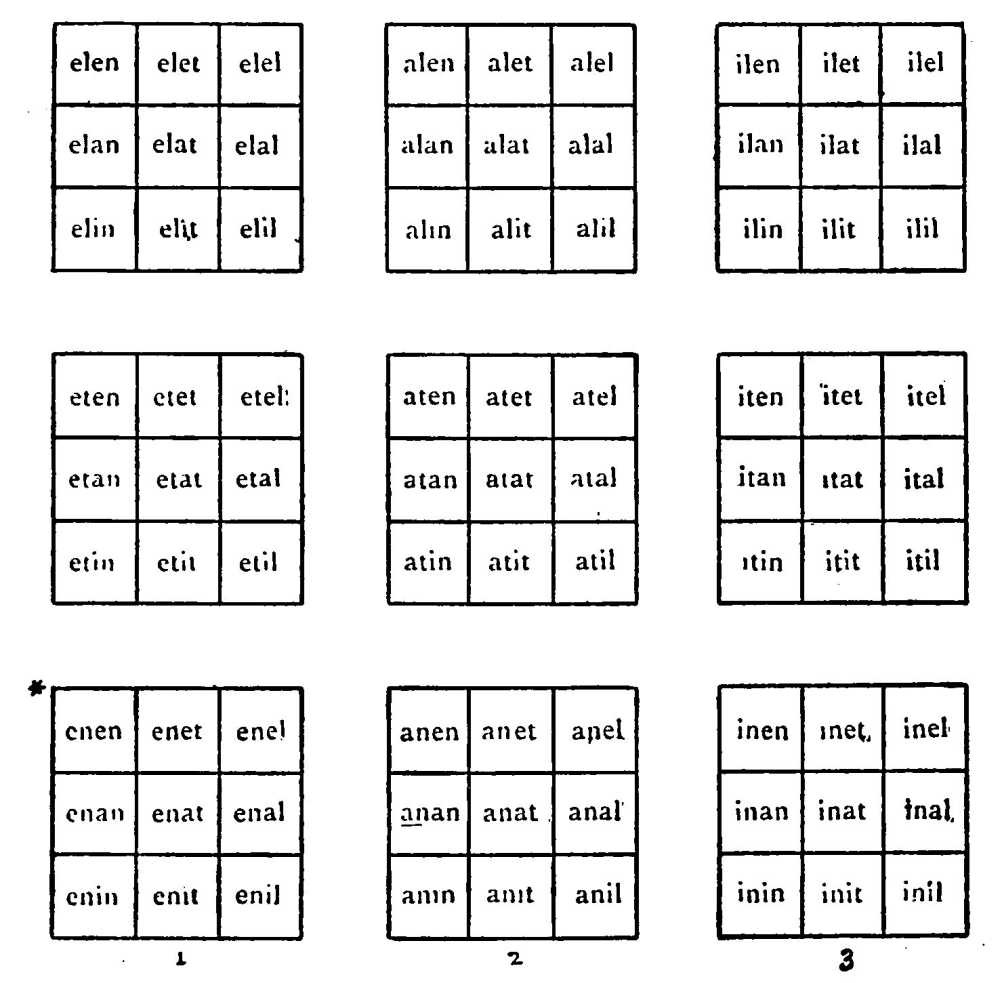 elen elet elel alen alet alel ilen ilet ilel
elan elat elal alan alat alal ilan ilat ilal
elin elit elil alin alit alil ilin ilit ilil
eten etet etel aten atet atel iten itet itel
etan etat etal atan atat atal itan itat ital
etin etit etil atin atit atil itin itit itil
*
enen enet enel anen anet anel inen inet inel
enan enat enal anan anat anal inan inat inal
enin enit enil anin anit anil inin init inil
1 2 3